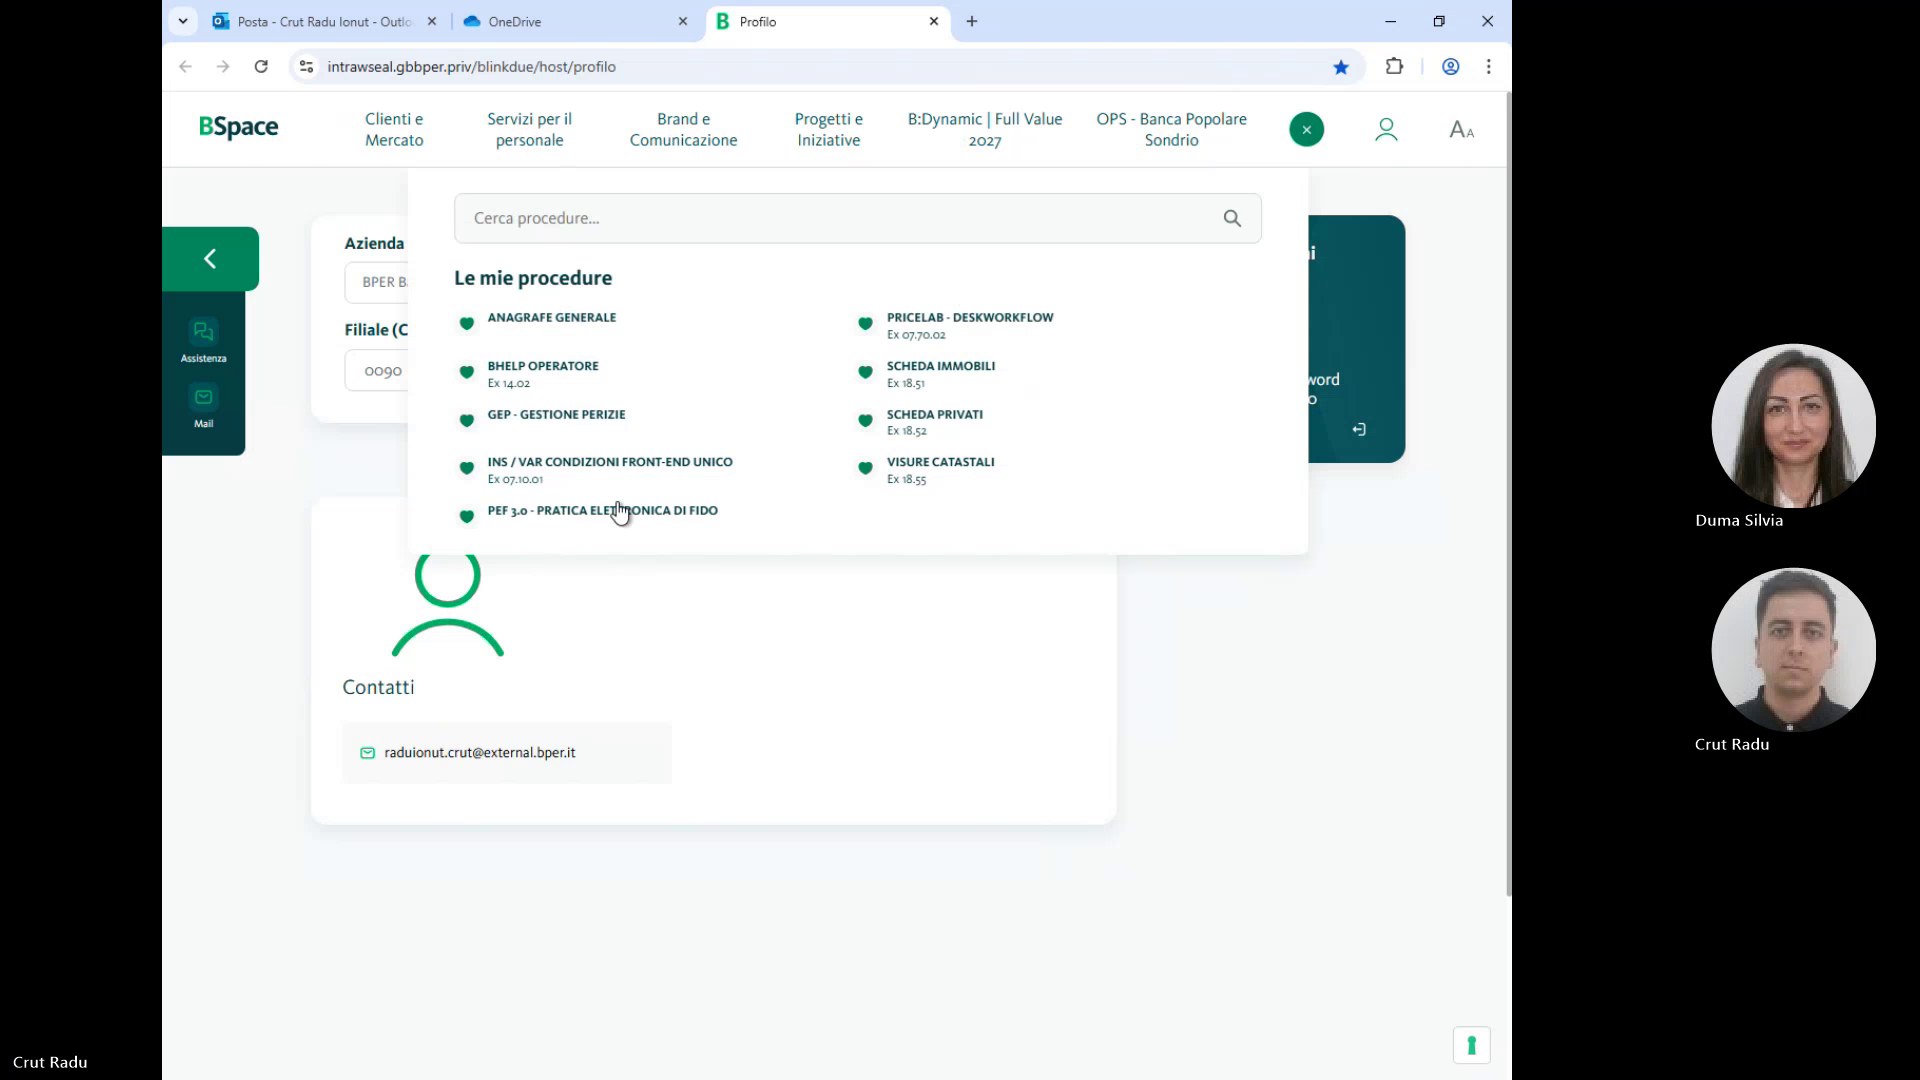 Posta - Crut Radu Ionut - Outlo
OneDrive
Profilo
intrawseal.gbbper.priv/blinkdue/host/profilo
BSpace
Clienti e
Mercato
Servizi per il
personale
Brand e
Comunicazione
Progetti e
Iniziative
B:Dynamic | Full Value
2027
OPS - Banca Popolare
Sondrio
AA
Cerca procedure...
Azienda
BPER B
Filiale (C
0090
Assistenza
Mail
Le mie procedure
ANAGRAFE GENERALE
BHELP OPERATORE
Ex 14.02
GEP - GESTIONE PERIZIE
INS / VAR CONDIZIONI FRONT-END UNICO
Ex 07.10.01
PEF 3.0 - PRATICA ELETTRONICA DI FIDO
PRICELAB - DESKWORKFLOW
Ex 07.70.02
SCHEDA IMMOBILI
Ex 18.51
SCHEDA PRIVATI
Ex 18.52
VISURE CATASTALI
Ex 18.55
Contatti
raduionut.crut@external.bper.it
Duma Silvia
Crut Radu
Crut Radu